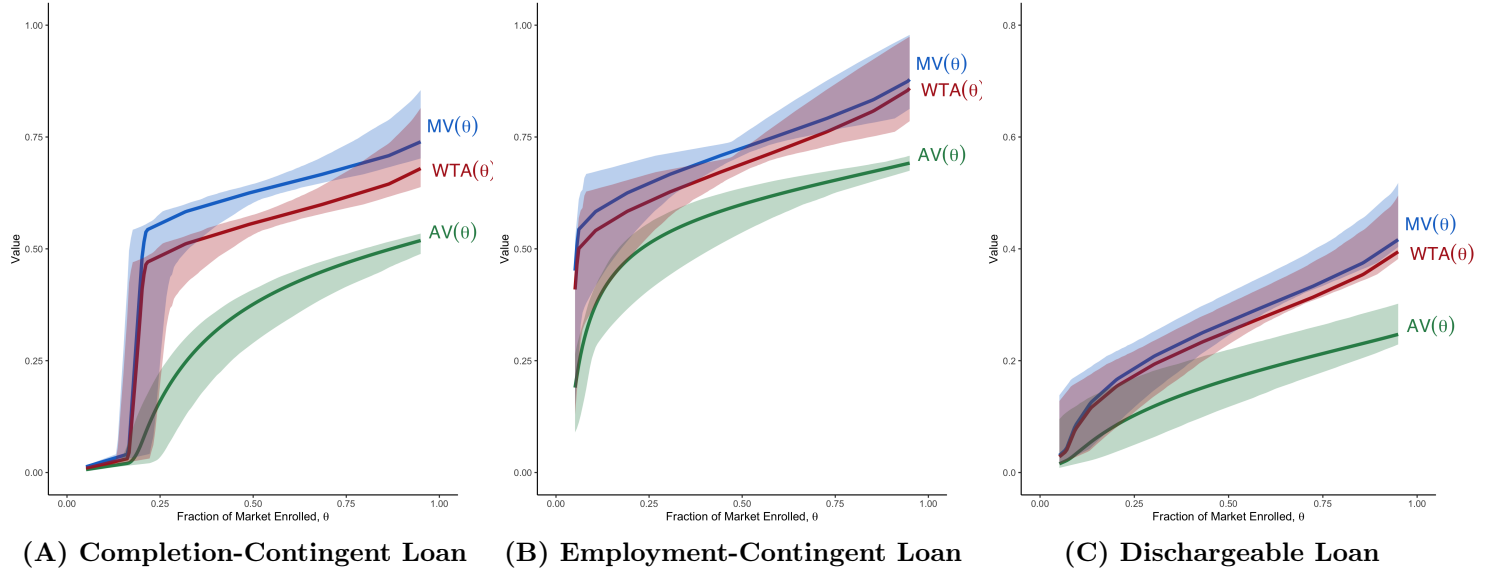 1.00
0.75
0.50
0.25
0.00
Value
MV(θ)
WTA(θ)
AV(θ)
0.00 0.25 0.50 0.75 1.00
Fraction of Market Enrolled, θ
(A) Completion-Contingent Loan
1.00
0.75
0.50
0.25
0.00
Value
MV(θ)
WTA(θ)
AV(θ)
0.00 0.25 0.50 0.75 1.00
Fraction of Market Enrolled, θ
(B) Employment-Contingent Loan
0.8
0.6
0.4
0.2
0.0
Value
MV(θ)
WTA(θ)
AV(θ)
0.00 0.25 0.50 0.75 1.00
Fraction of Market Enrolled, θ
(C) Dischargeable Loan